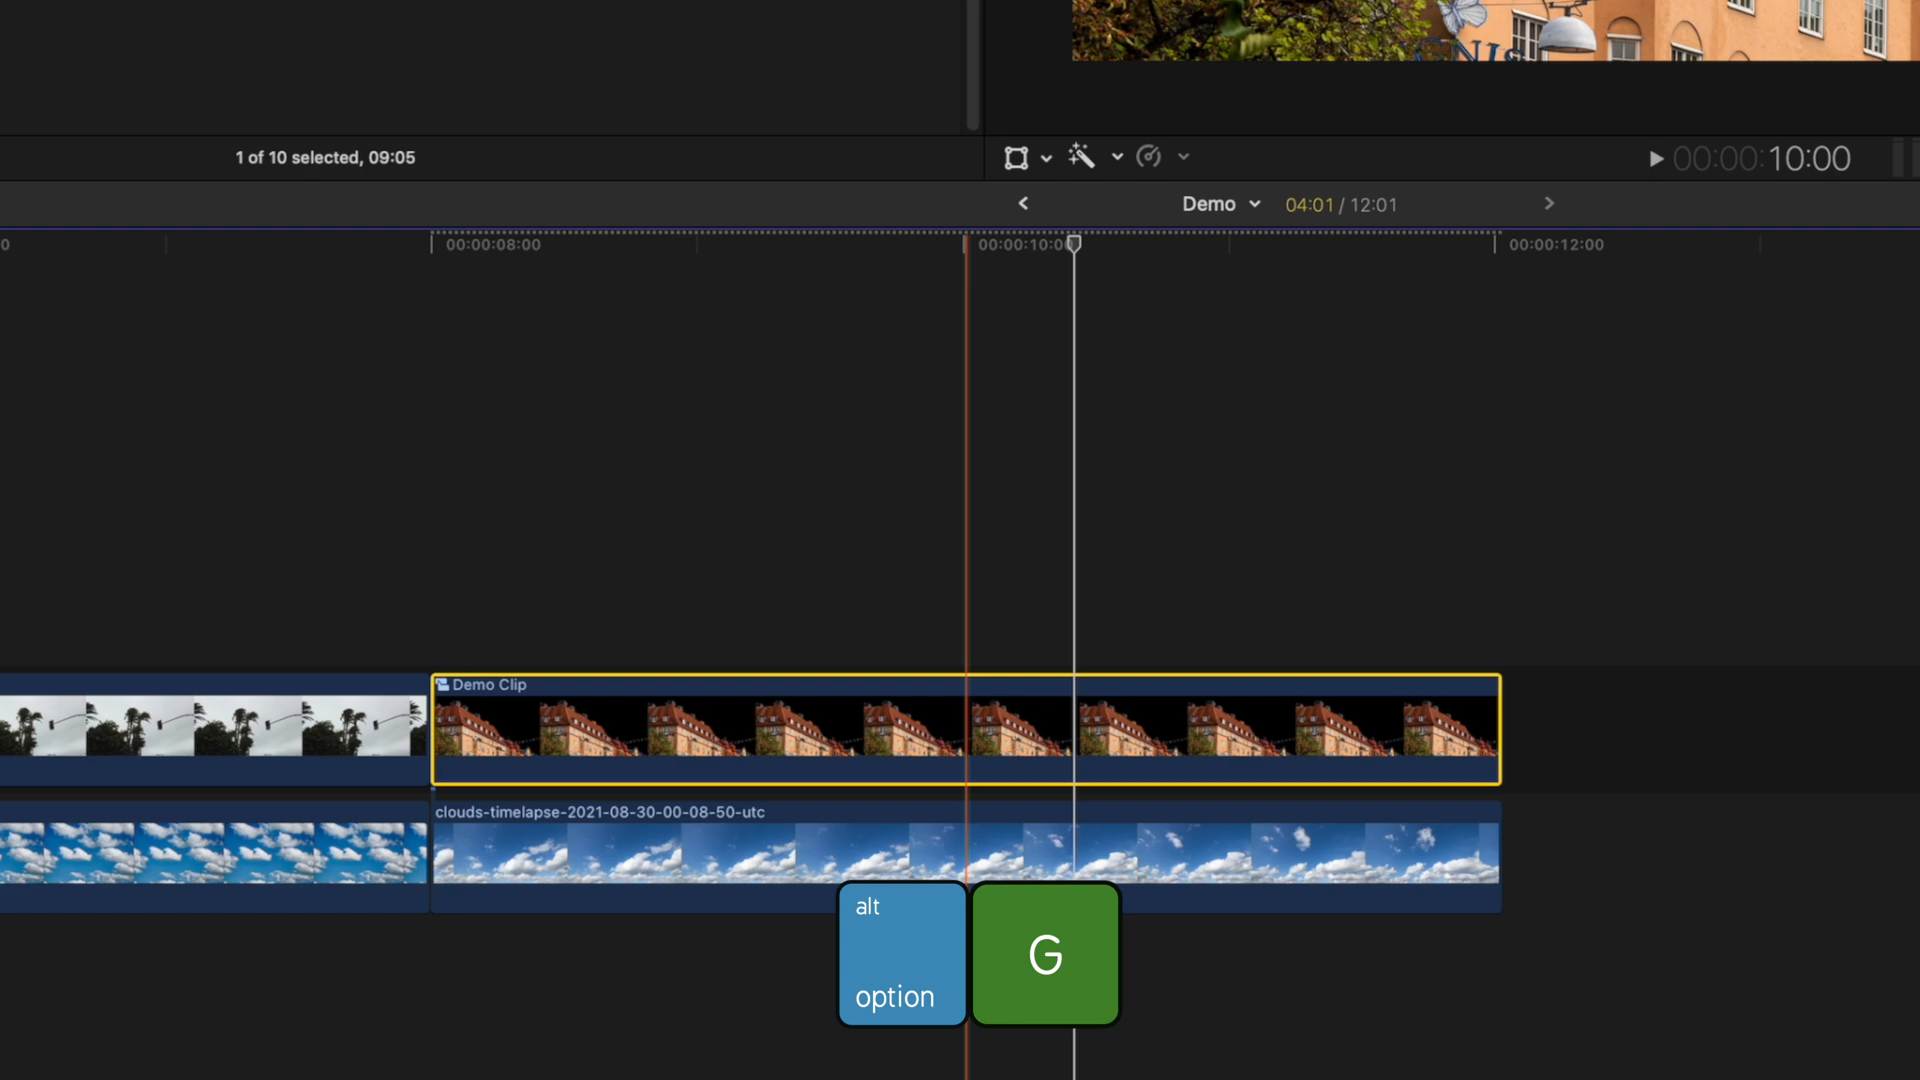 1 of 10 selected, 09:05
00:00:10:00
Demo
04:01 / 12:01
0
00:00:08:00
00:00:10:00
00:00:12:00
Demo Clip
clouds-timelapse-2021-08-30-00-08-50-utc
alt
option
G